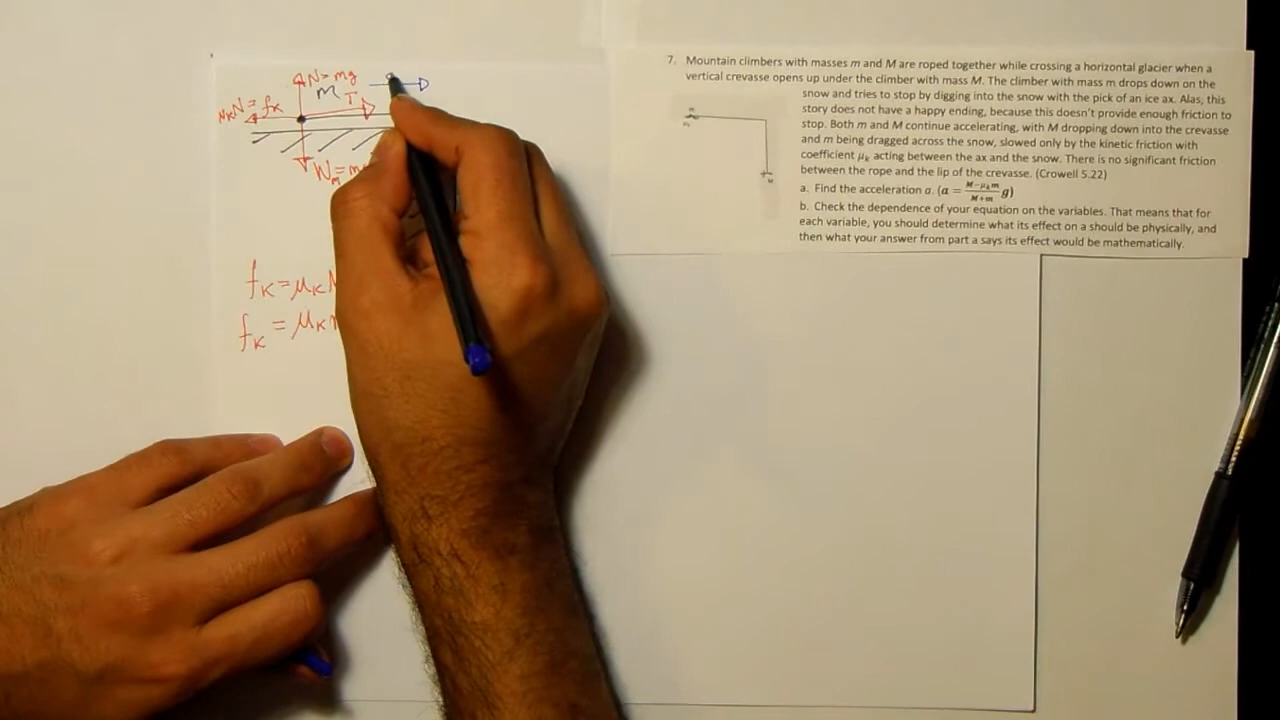 N = mg
m
T
μKN = fK
fK = μK
fK = μK
7. Mountain climbers with masses m and M are roped together while crossing a horizontal glacier when a
vertical crevasse opens up under the climber with mass M. The climber with mass m drops down on the
snow and tries to stop by digging into the snow with the pick of an ice ax. Alas, this
story does not have a happy ending, because this doesn't provide enough friction to
stop. Both m and M continue accelerating, with M dropping down into the crevasse
and m being dragged across the snow, slowed only by the kinetic friction with
coefficient μk acting between the ax and the snow. There is no significant friction
between the rope and the lip of the crevasse. (Crowell 5.22)
a. Find the acceleration a. (a = M−μkm / M+m g)
b. Check the dependence of your equation on the variables. That means that for
each variable, you should determine what its effect on a should be physically, and
then what your answer from part a says its effect would be mathematically.